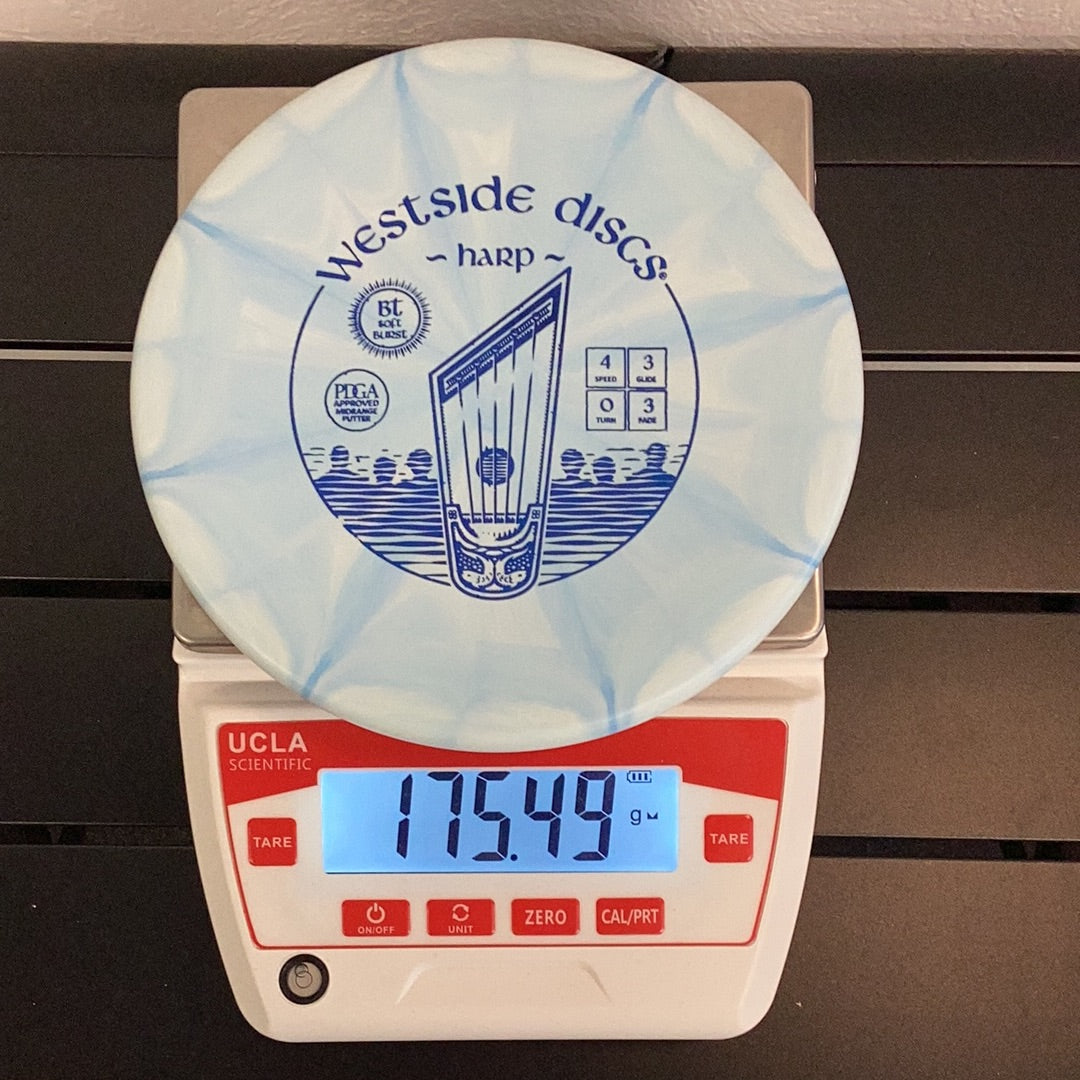 WESTSIDE DISCS®
~ HARP ~
BT
SOFT
BURST
PDGA
APPROVED
MIDRANGE
PUTTER
4 3
SPEED GLIDE
0 3
TURN FADE
UCLA
SCIENTIFIC
175.49 g
TARE
TARE
ON/OFF
UNIT
ZERO
CAL/PRT